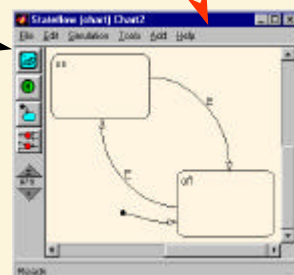 Stateflow (chart) Chart2
File Edit Simulation Tools Add Help
on
E
off
E
Ready